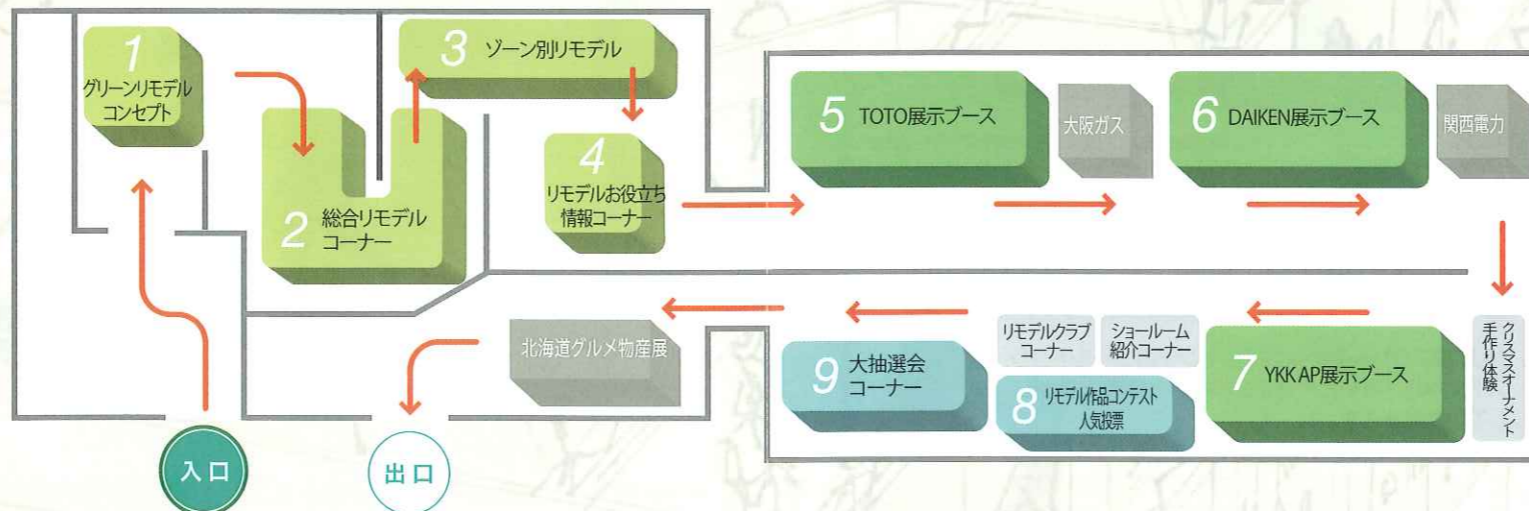 1
グリーンリモデル
コンセプト
2
総合リモデル
コーナー
3
ゾーン別リモデル
4
リモデルお役立ち
情報コーナー
5
TOTO展示ブース
大阪ガス
6
DAIKEN展示ブース
関西電力
クリスマスオーナメント
手作り体験
7
YKK AP展示ブース
ショールーム
紹介コーナー
リモデルクラブ
コーナー
8
リモデル作品コンテスト
人気投票
9
大抽選会
コーナー
北海道グルメ物産展
入口
出口